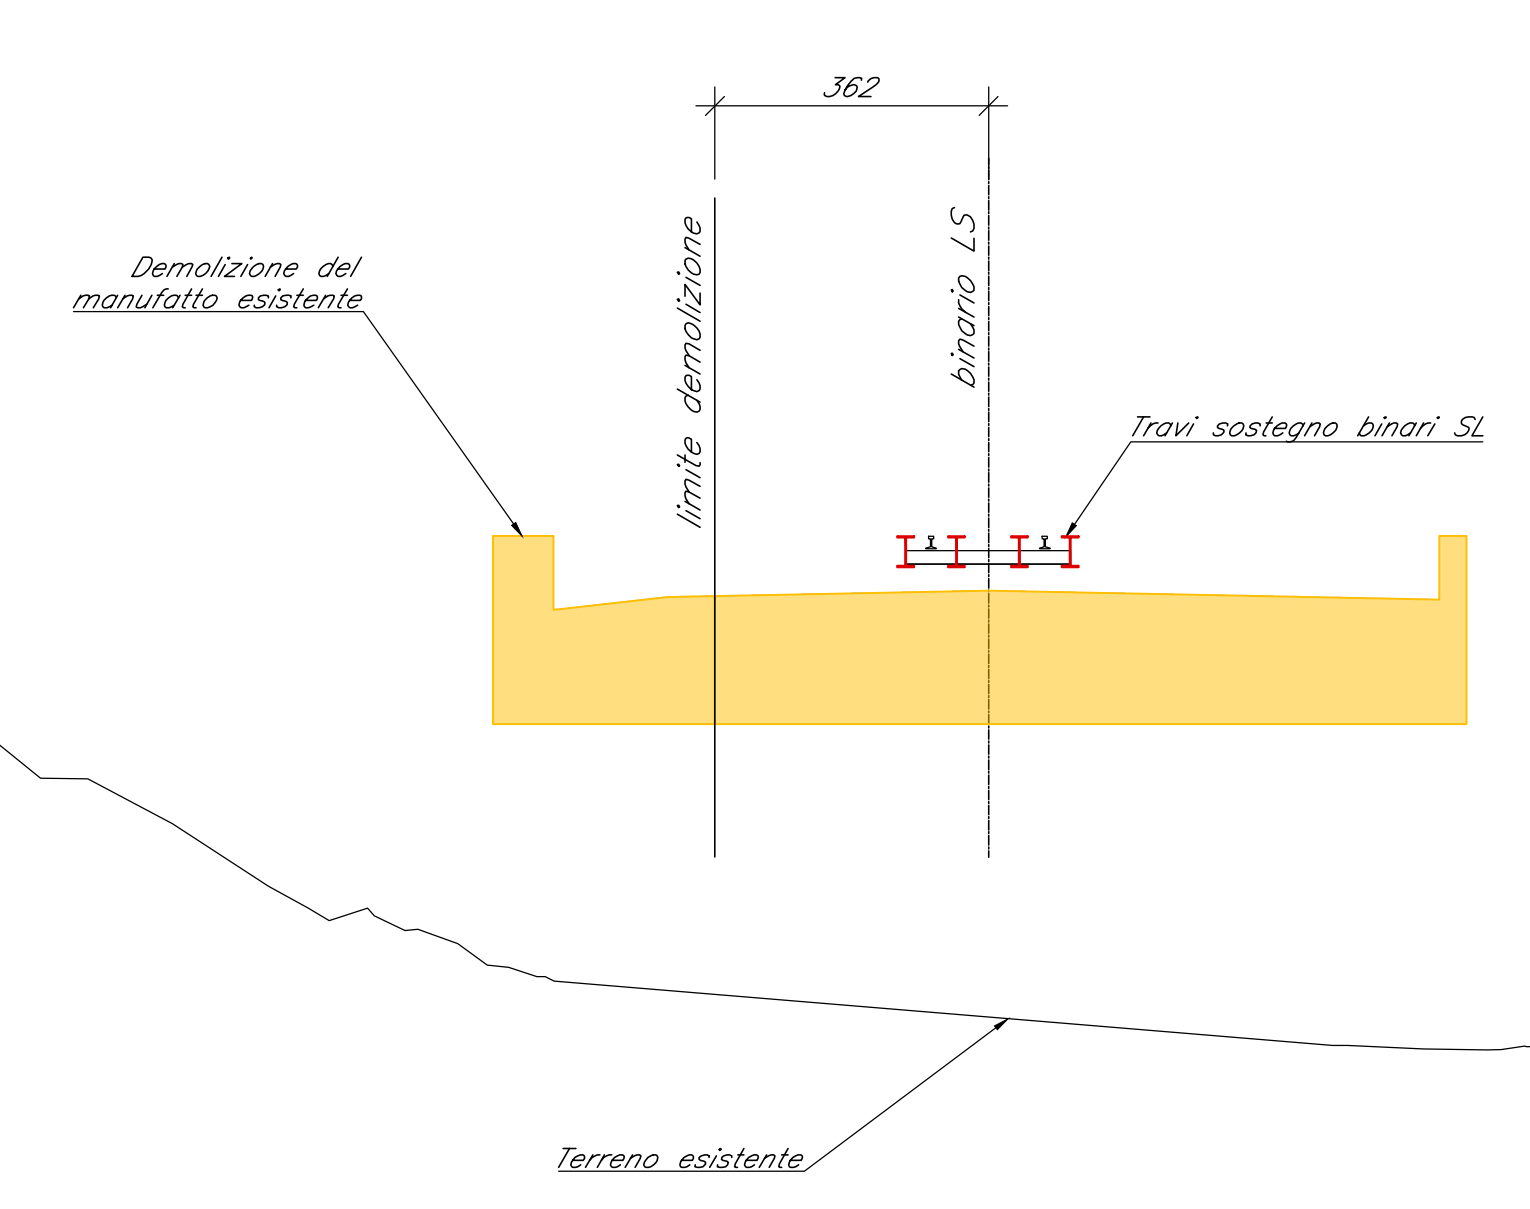 362
Demolizione del
manufatto esistente
limite demolizione
binario LS
Travi sostegno binari SL
Terreno esistente